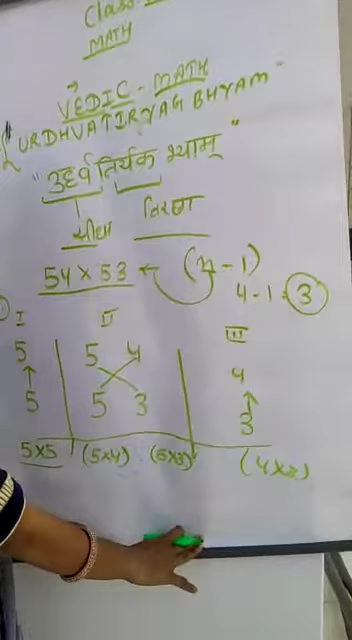 Class
MATH
VEDIC - MATH
"URDHVATIRYAG BHYAM"
"उर्ध्व तिर्यक भ्याम्"
सीधा तिरछा
54 × 53 ← (n - 1)
4 - 1 = 3
I II III
5 5 4 4
5 5 3 3
5×5 (5×4) (5×3) (4×3)